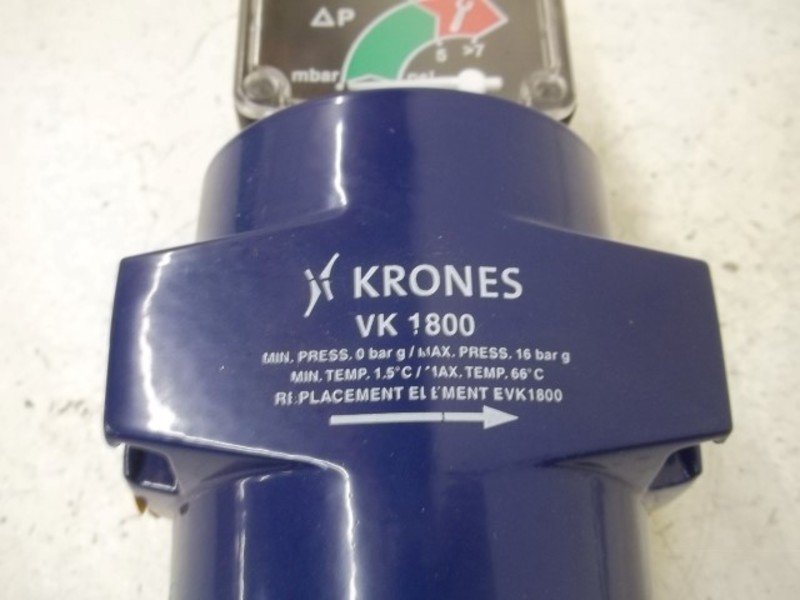 ΔP
5 >7
mbar psi
KRONES
VK 1800
MIN. PRESS. 0 bar g / MAX. PRESS. 16 bar g
MIN. TEMP. 1.5°C / MAX. TEMP. 66°C
REPLACEMENT ELEMENT EVK1800